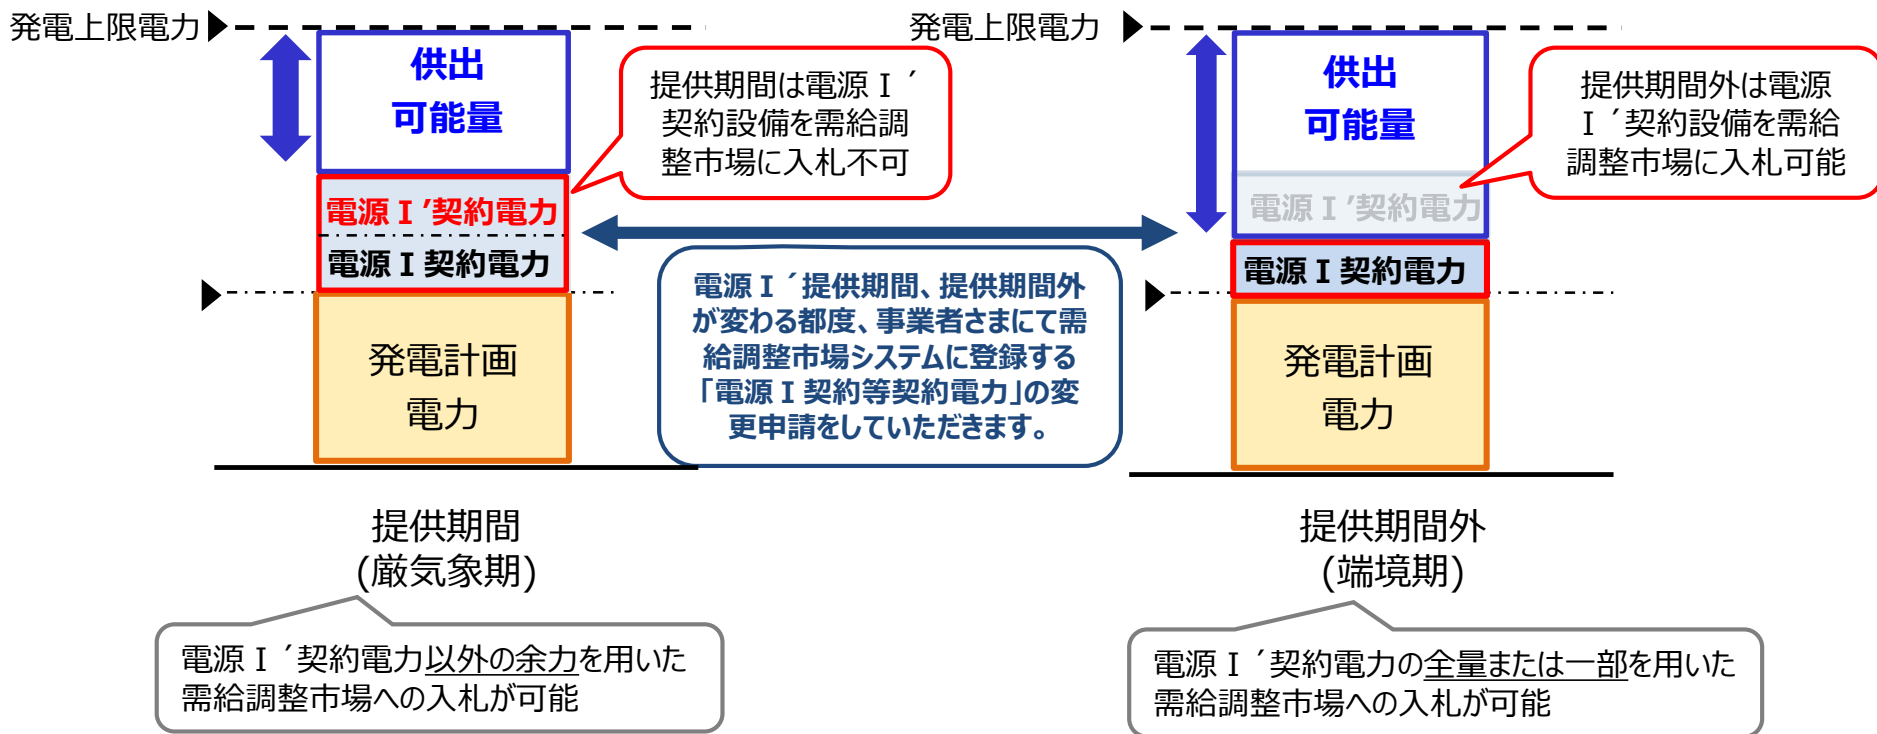 発電上限電力
供出
可能量
提供期間は電源Ⅰ´
契約設備を需給調
整市場に入札不可
電源Ⅰ’契約電力
電源Ⅰ契約電力
発電計画
電力
提供期間
(厳気象期)
電源Ⅰ´契約電力以外の余力を用いた
需給調整市場への入札が可能
電源Ⅰ´提供期間、提供期間外
が変わる都度、事業者さまにて需
給調整市場システムに登録する
「電源Ⅰ契約等契約電力」の変
更申請をしていただきます。
発電上限電力
供出
可能量
提供期間外は電源
Ⅰ´契約設備を需給
調整市場に入札可能
電源Ⅰ’契約電力
電源Ⅰ契約電力
発電計画
電力
提供期間外
(端境期)
電源Ⅰ´契約電力の全量または一部を用いた
需給調整市場への入札が可能